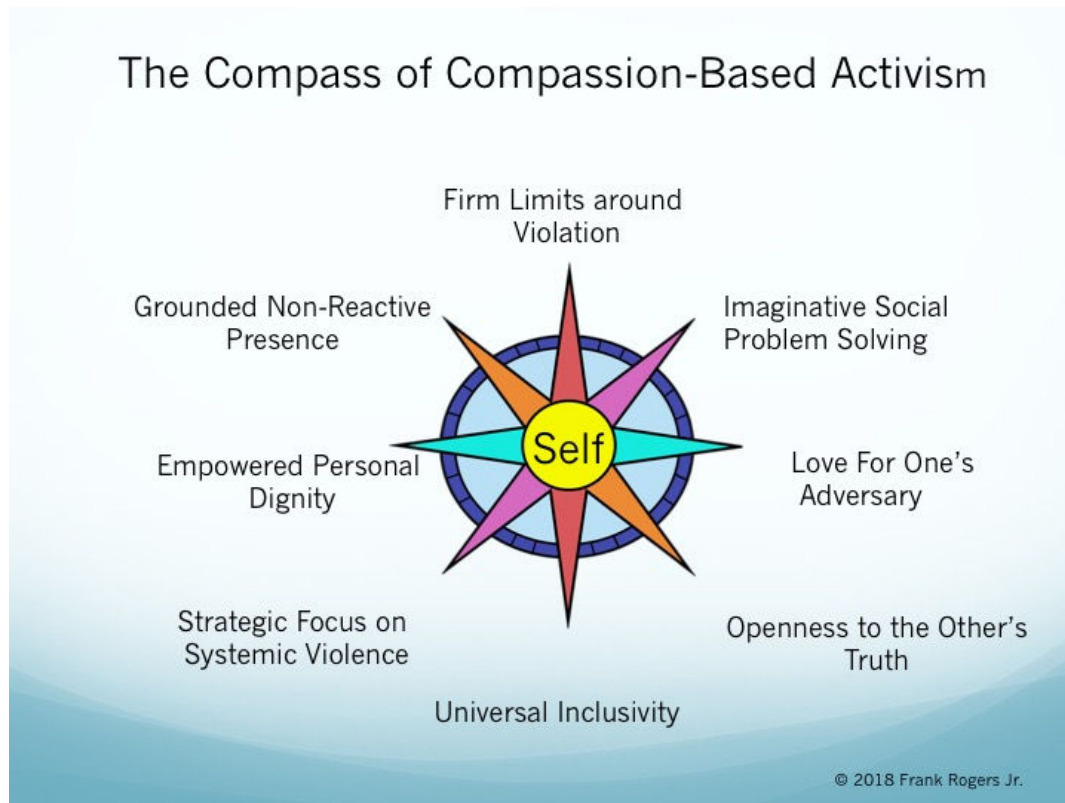 The Compass of Compassion-Based Activism
Firm Limits around
Violation
Grounded Non-Reactive
Presence
Imaginative Social
Problem Solving
Self
Empowered Personal
Dignity
Love For One's
Adversary
Strategic Focus on
Systemic Violence
Openness to the Other's
Truth
Universal Inclusivity
© 2018 Frank Rogers Jr.